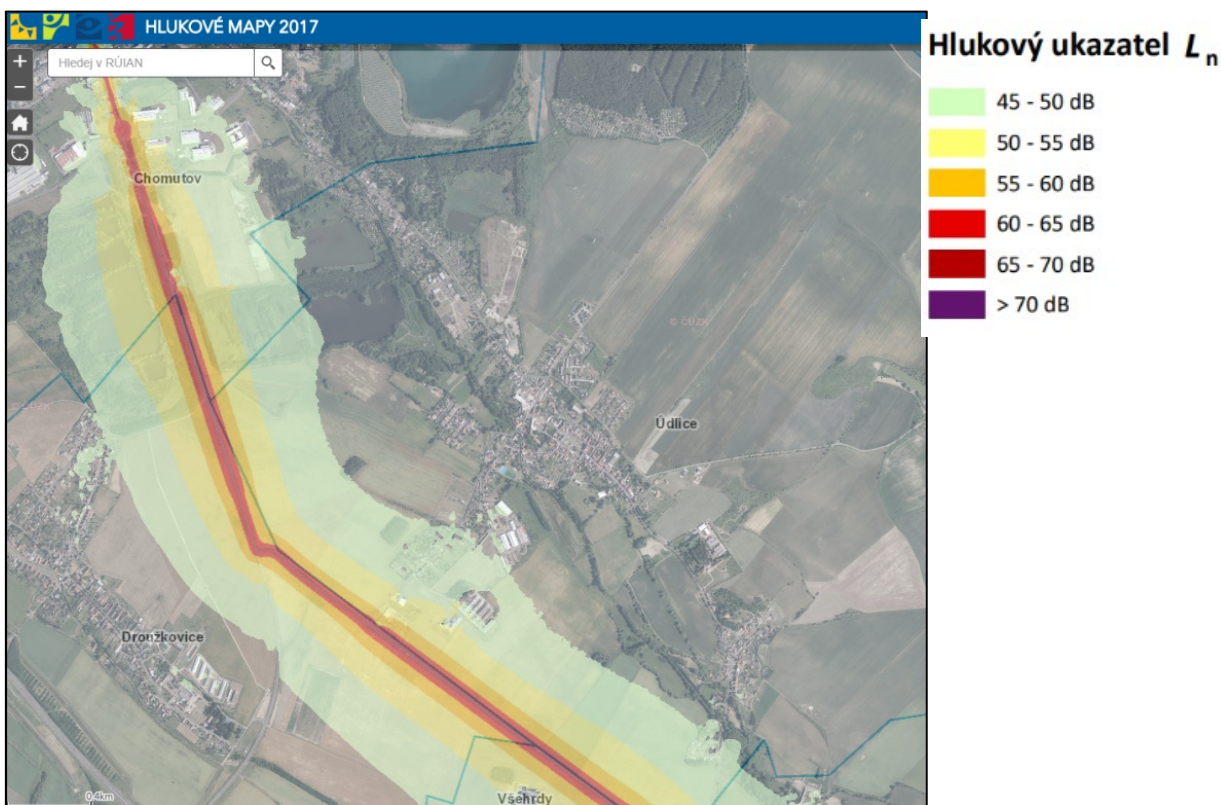 HLUKOVÉ MAPY 2017
+
Hledej v RÚIAN
−
Chomutov
© ČÚZK
Údlice
Droužkovice
Všehrdy
0,4km
Hlukový ukazatel L n
45 - 50 dB
50 - 55 dB
55 - 60 dB
60 - 65 dB
65 - 70 dB
> 70 dB